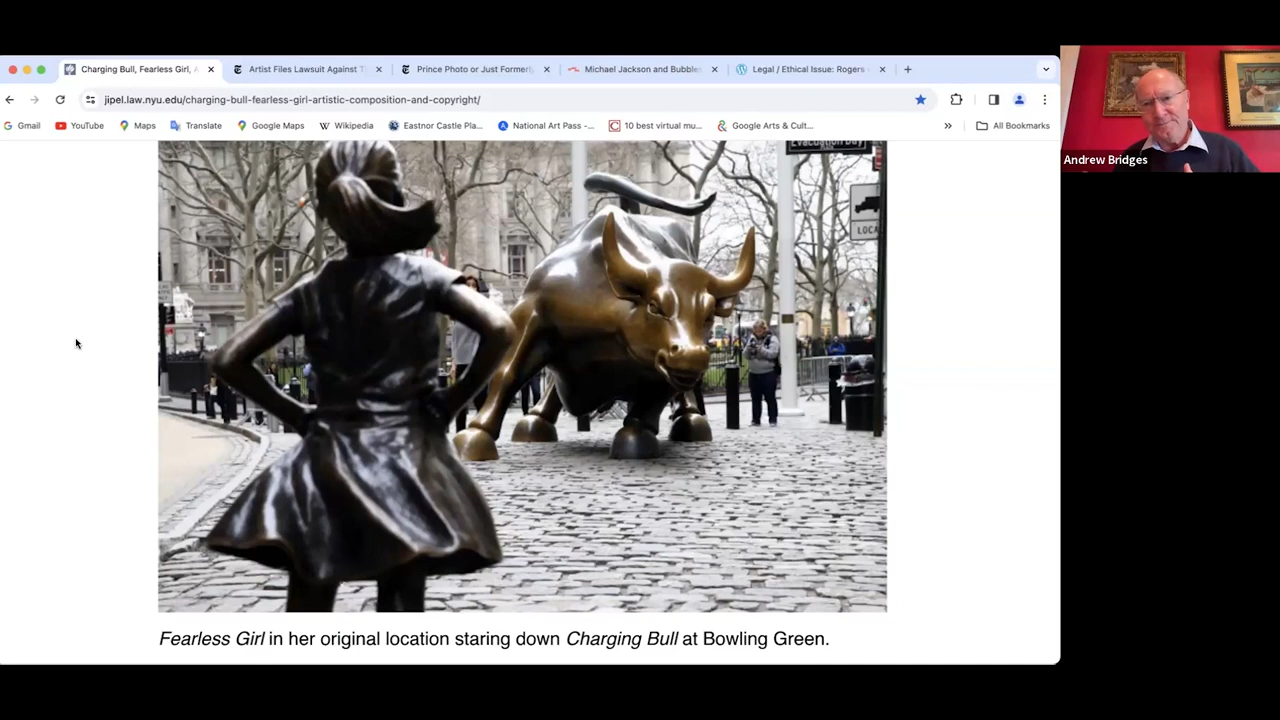 Charging Bull, Fearless Girl, A
Artist Files Lawsuit Against T
Prince Photo or Just Formerly
Michael Jackson and Bubbles
Legal / Ethical Issue: Rogers
jipel.law.nyu.edu/charging-bull-fearless-girl-artistic-composition-and-copyright/
Gmail
YouTube
Maps
Translate
Google Maps
Wikipedia
Eastnor Castle Pla...
National Art Pass -...
10 best virtual mu...
Google Arts & Cult...
All Bookmarks
Evacuation Day
LOCA
Fearless Girl in her original location staring down Charging Bull at Bowling Green.
Andrew Bridges